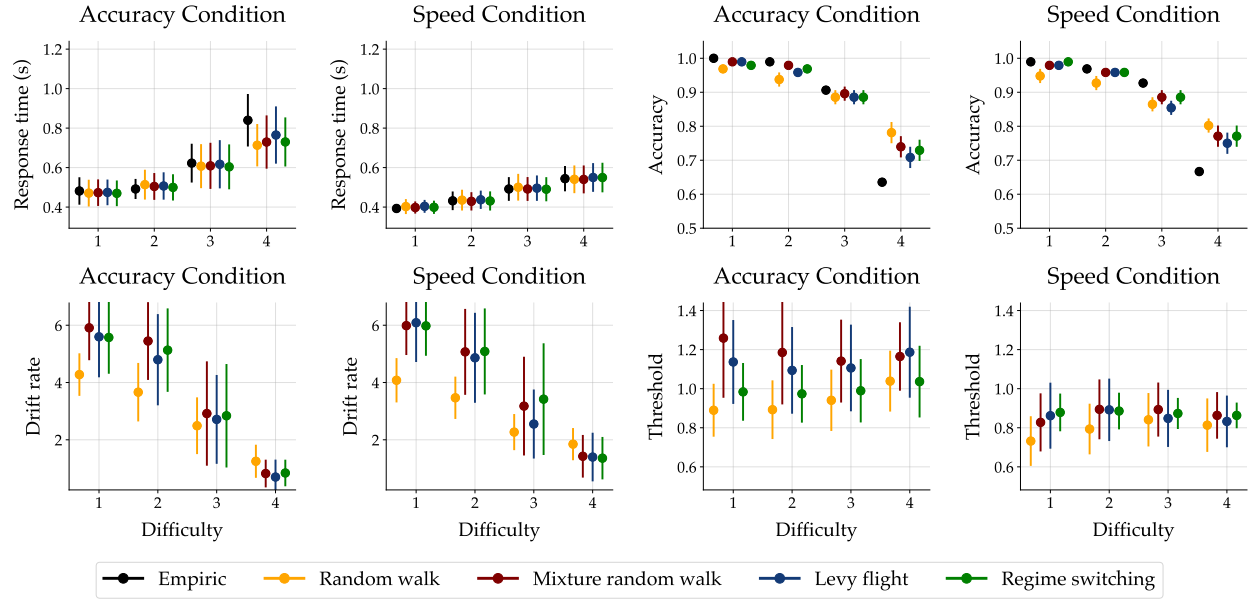 Accuracy Condition
Speed Condition
Accuracy Condition
Speed Condition
Response time (s)
1.2
1.0
0.8
0.6
0.4
1 2 3 4
Response time (s)
1.2
1.0
0.8
0.6
0.4
1 2 3 4
Accuracy
1.0
0.9
0.8
0.7
0.6
0.5
1 2 3 4
Accuracy
1.0
0.9
0.8
0.7
0.6
0.5
1 2 3 4
Accuracy Condition
Speed Condition
Accuracy Condition
Speed Condition
Drift rate
6
4
2
1 2 3 4
Difficulty
Drift rate
6
4
2
1 2 3 4
Difficulty
Threshold
1.4
1.2
1.0
0.8
0.6
1 2 3 4
Difficulty
Threshold
1.4
1.2
1.0
0.8
0.6
1 2 3 4
Difficulty
Empiric Random walk Mixture random walk Levy flight Regime switching